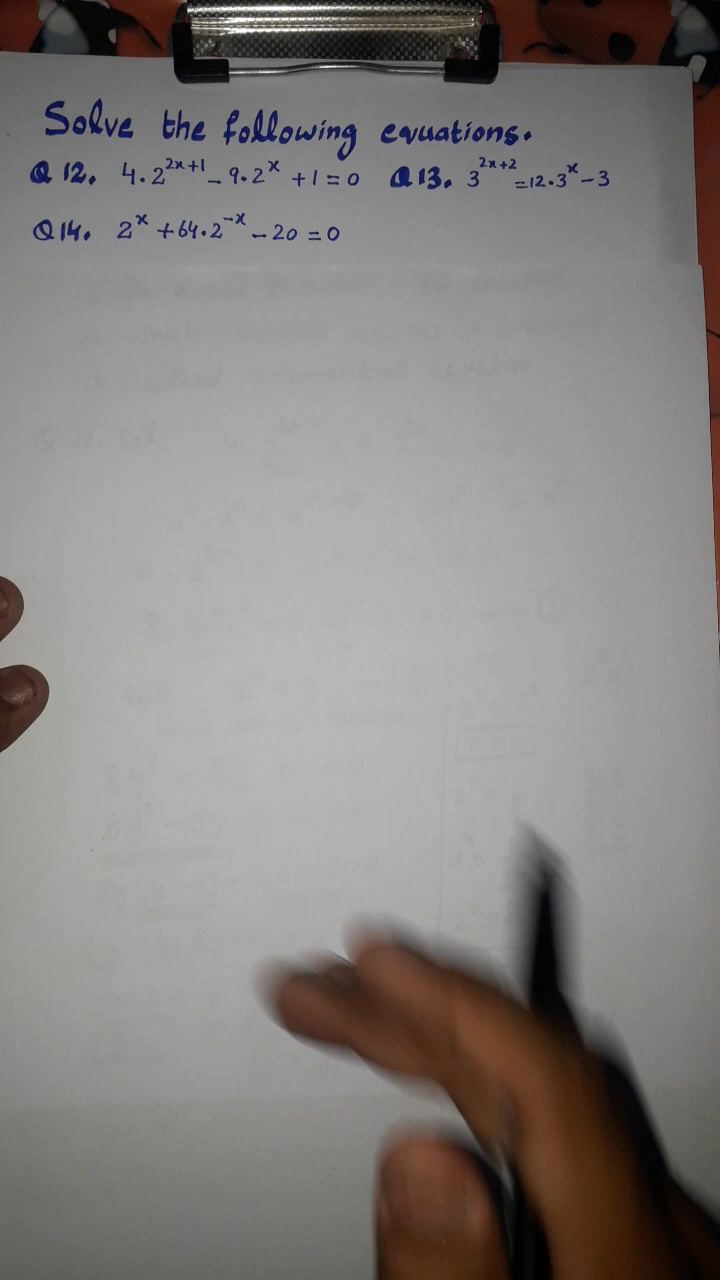 Solve the following equations.
Q 12. 4.2^{2x+1} - 9.2^x + 1 = 0 Q 13. 3^{2x+2} = 12.3^x - 3
Q 14. 2^x + 64.2^{-x} - 20 = 0